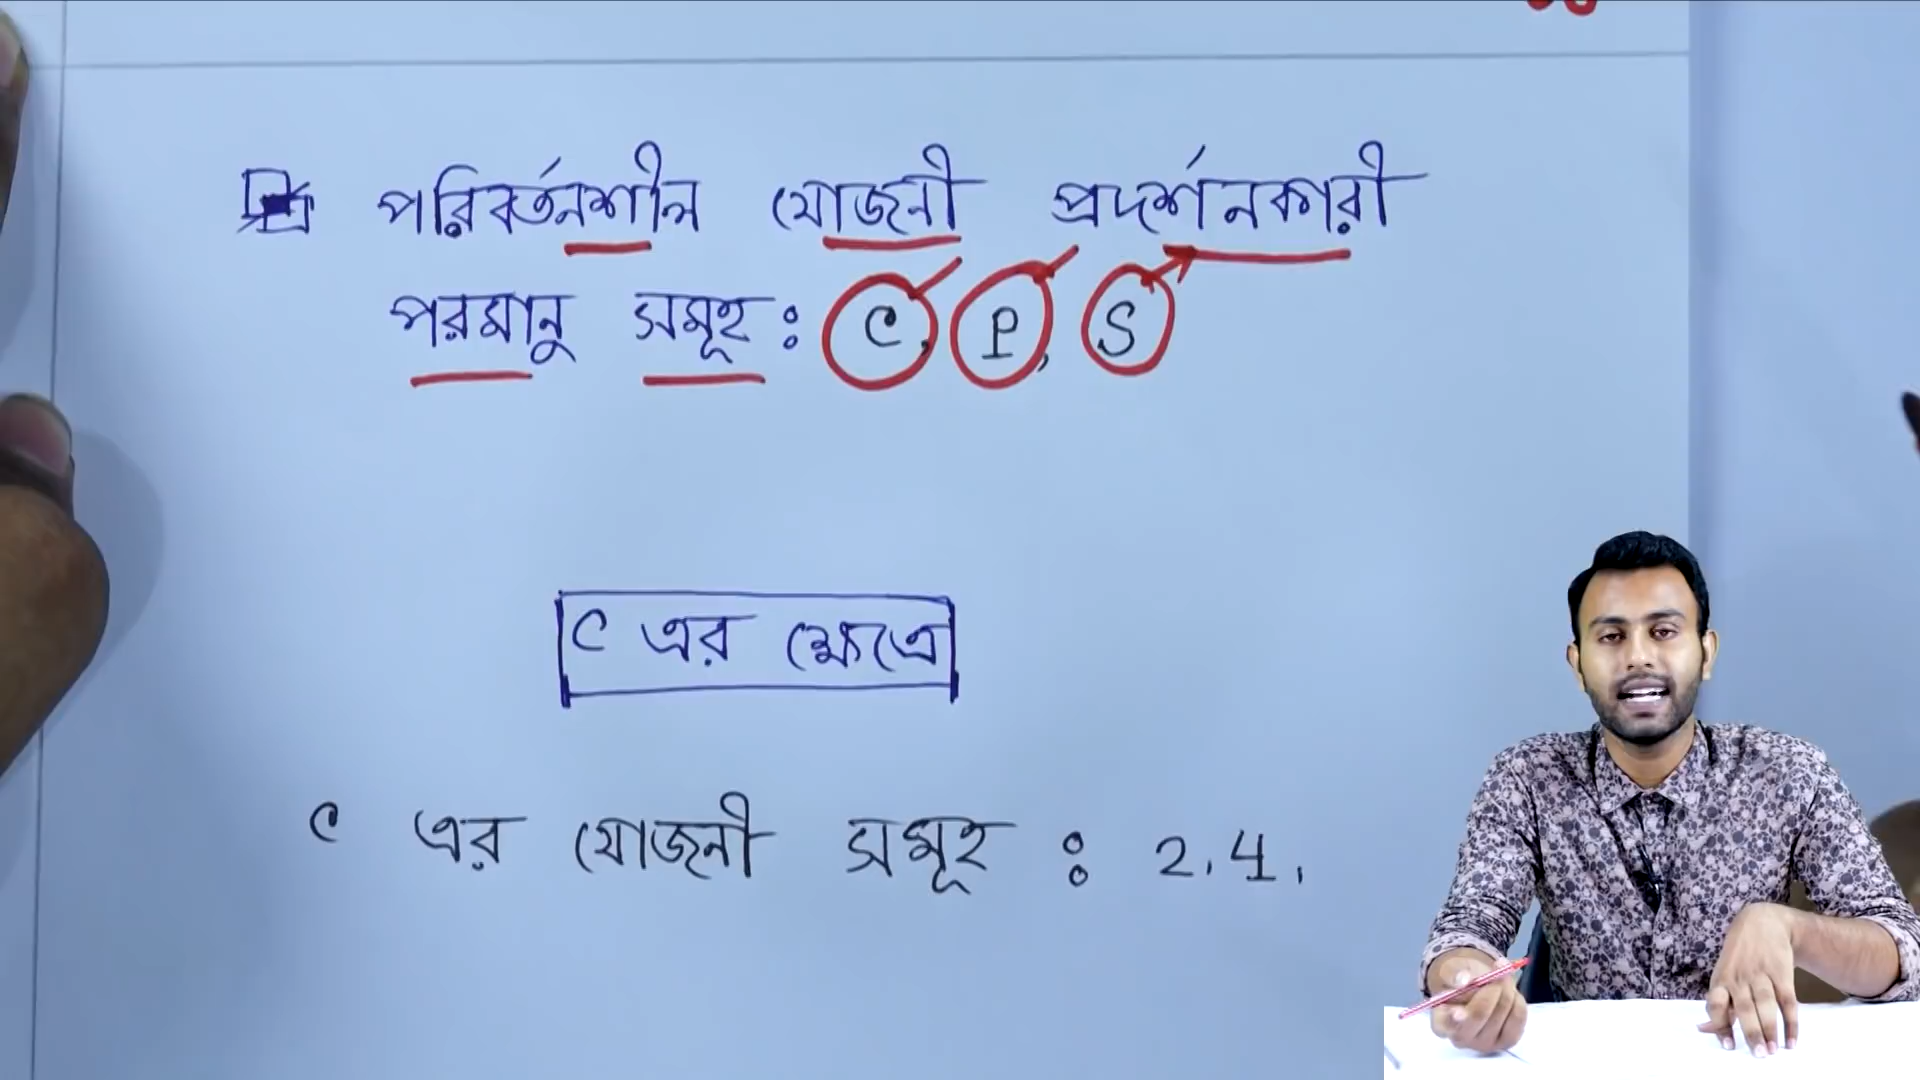 পরিবর্তনশীল যোজনী প্রদর্শনকারী
পরমানু সমূহ : C, P, S
C এর ক্ষেত্রে
C এর যোজনী সমূহ : 2, 4,